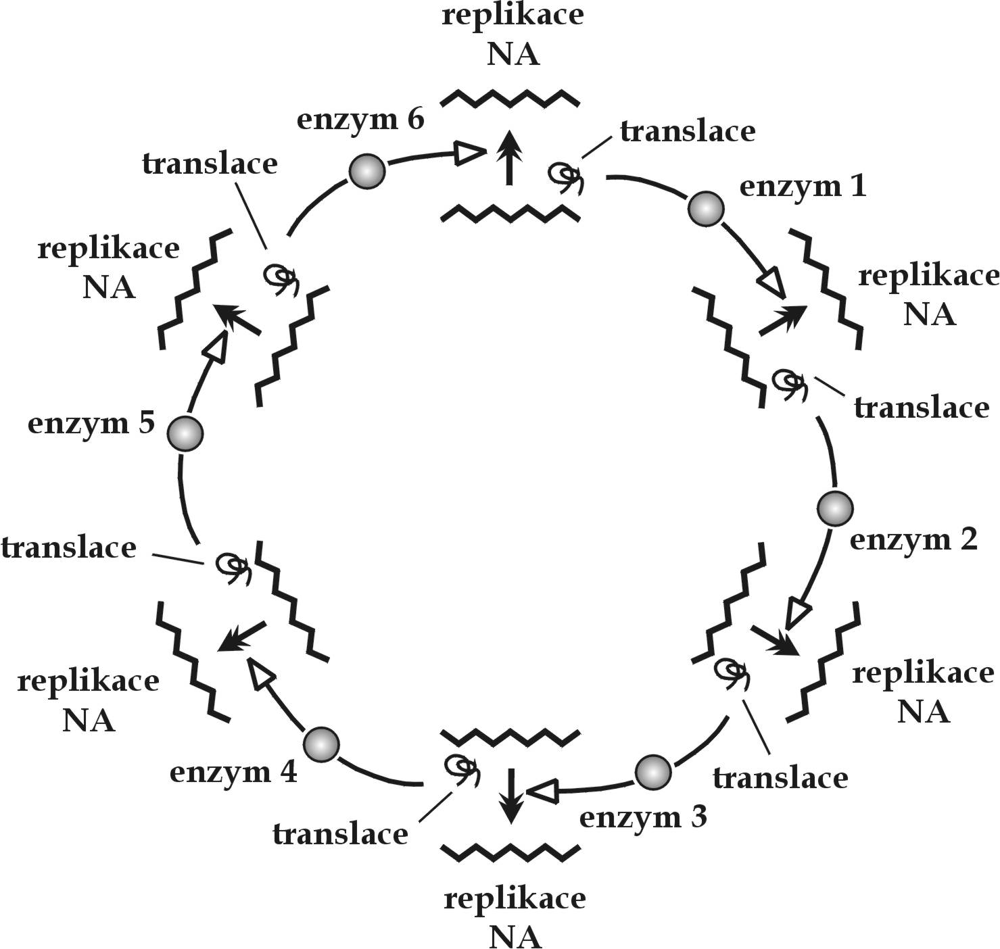 replikace
NA
enzym 6
translace
translace
enzym 1
replikace
NA
replikace
NA
translace
enzym 5
enzym 2
translace
replikace
NA
replikace
NA
enzym 4
translace
enzym 3
translace
replikace
NA